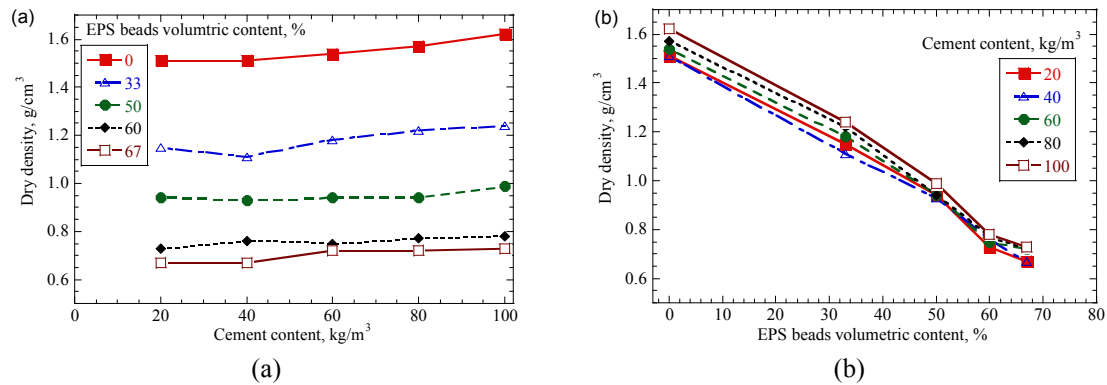 (a)
EPS beads volumtric content, %
0
33
50
60
67
Dry density, g/cm³
1.6
1.4
1.2
1.0
0.8
0.6
0 20 40 60 80 100
Cement content, kg/m³
(a)
(b)
Cement content, kg/m³
20
40
60
80
100
Dry density, g/cm³
1.6
1.4
1.2
1.0
0.8
0.6
0 10 20 30 40 50 60 70 80
EPS beads volumetric content, %
(b)